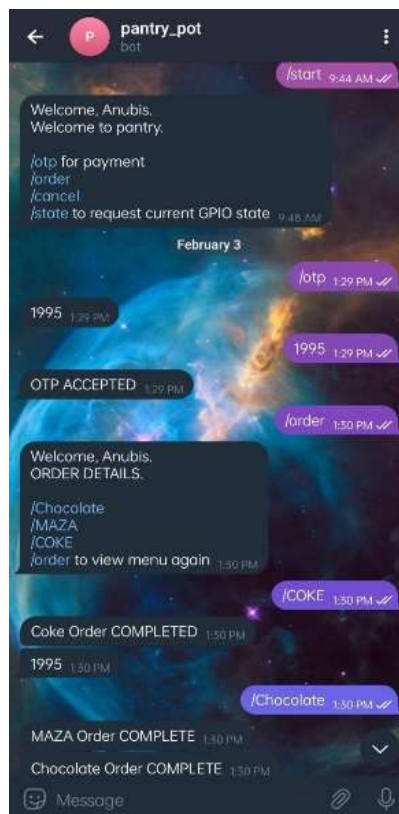 pantry_pot
P
bot
/start 9:44 AM
Welcome, Anubis.
Welcome to pantry.
/otp for payment
/order
/cancel
/state to request current GPIO state 9:48 AM
February 3
/otp 1:29 PM
1995 1:29 PM
1995 1:29 PM
OTP ACCEPTED 1:29 PM
/order 1:30 PM
Welcome, Anubis.
ORDER DETAILS.
/Chocolate
/MAZA
/COKE
/order to view menu again 1:30 PM
/COKE 1:30 PM
Coke Order COMPLETED 1:30 PM
1995 1:30 PM
/Chocolate 1:30 PM
MAZA Order COMPLETE 1:30 PM
Chocolate Order COMPLETE 1:30 PM
Message